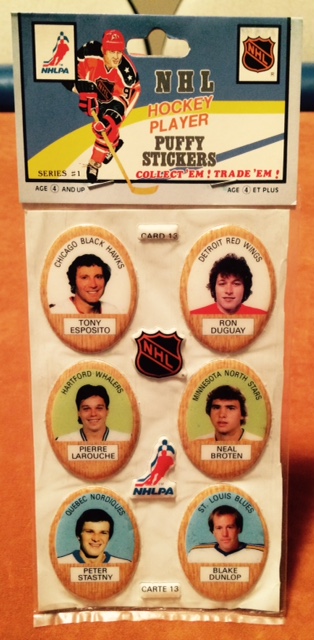 NHLPA
NHL
NHL
HOCKEY
PLAYER
PUFFY
STICKERS
SERIES #1
COLLECT 'EM! TRADE 'EM!
AGE 4 AND UP
AGE 4 ET PLUS
CARD 13
CHICAGO BLACK HAWKS
TONY
ESPOSITO
DETROIT RED WINGS
RON
DUGUAY
NHL
HARTFORD WHALERS
PIERRE
LAROUCHE
MINNESOTA NORTH STARS
NEAL
BROTEN
NHLPA
QUEBEC NORDIQUES
PETER
STASTNY
ST. LOUIS BLUES
BLAKE
DUNLOP
CARTE 13